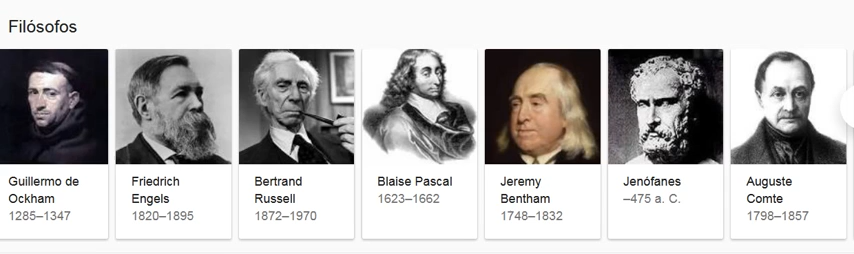 Filósofos
Guillermo de
Ockham
1285–1347
Friedrich
Engels
1820–1895
Bertrand
Russell
1872–1970
Blaise Pascal
1623–1662
Jeremy
Bentham
1748–1832
Jenófanes
–475 a. C.
Auguste
Comte
1798–1857